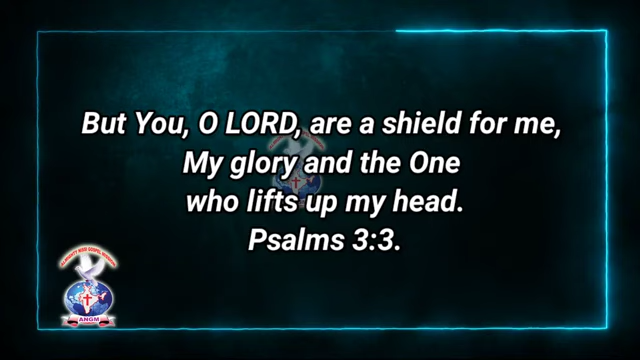 But You, O LORD, are a shield for me,
My glory and the One
who lifts up my head.
Psalms 3:3.
ANGM